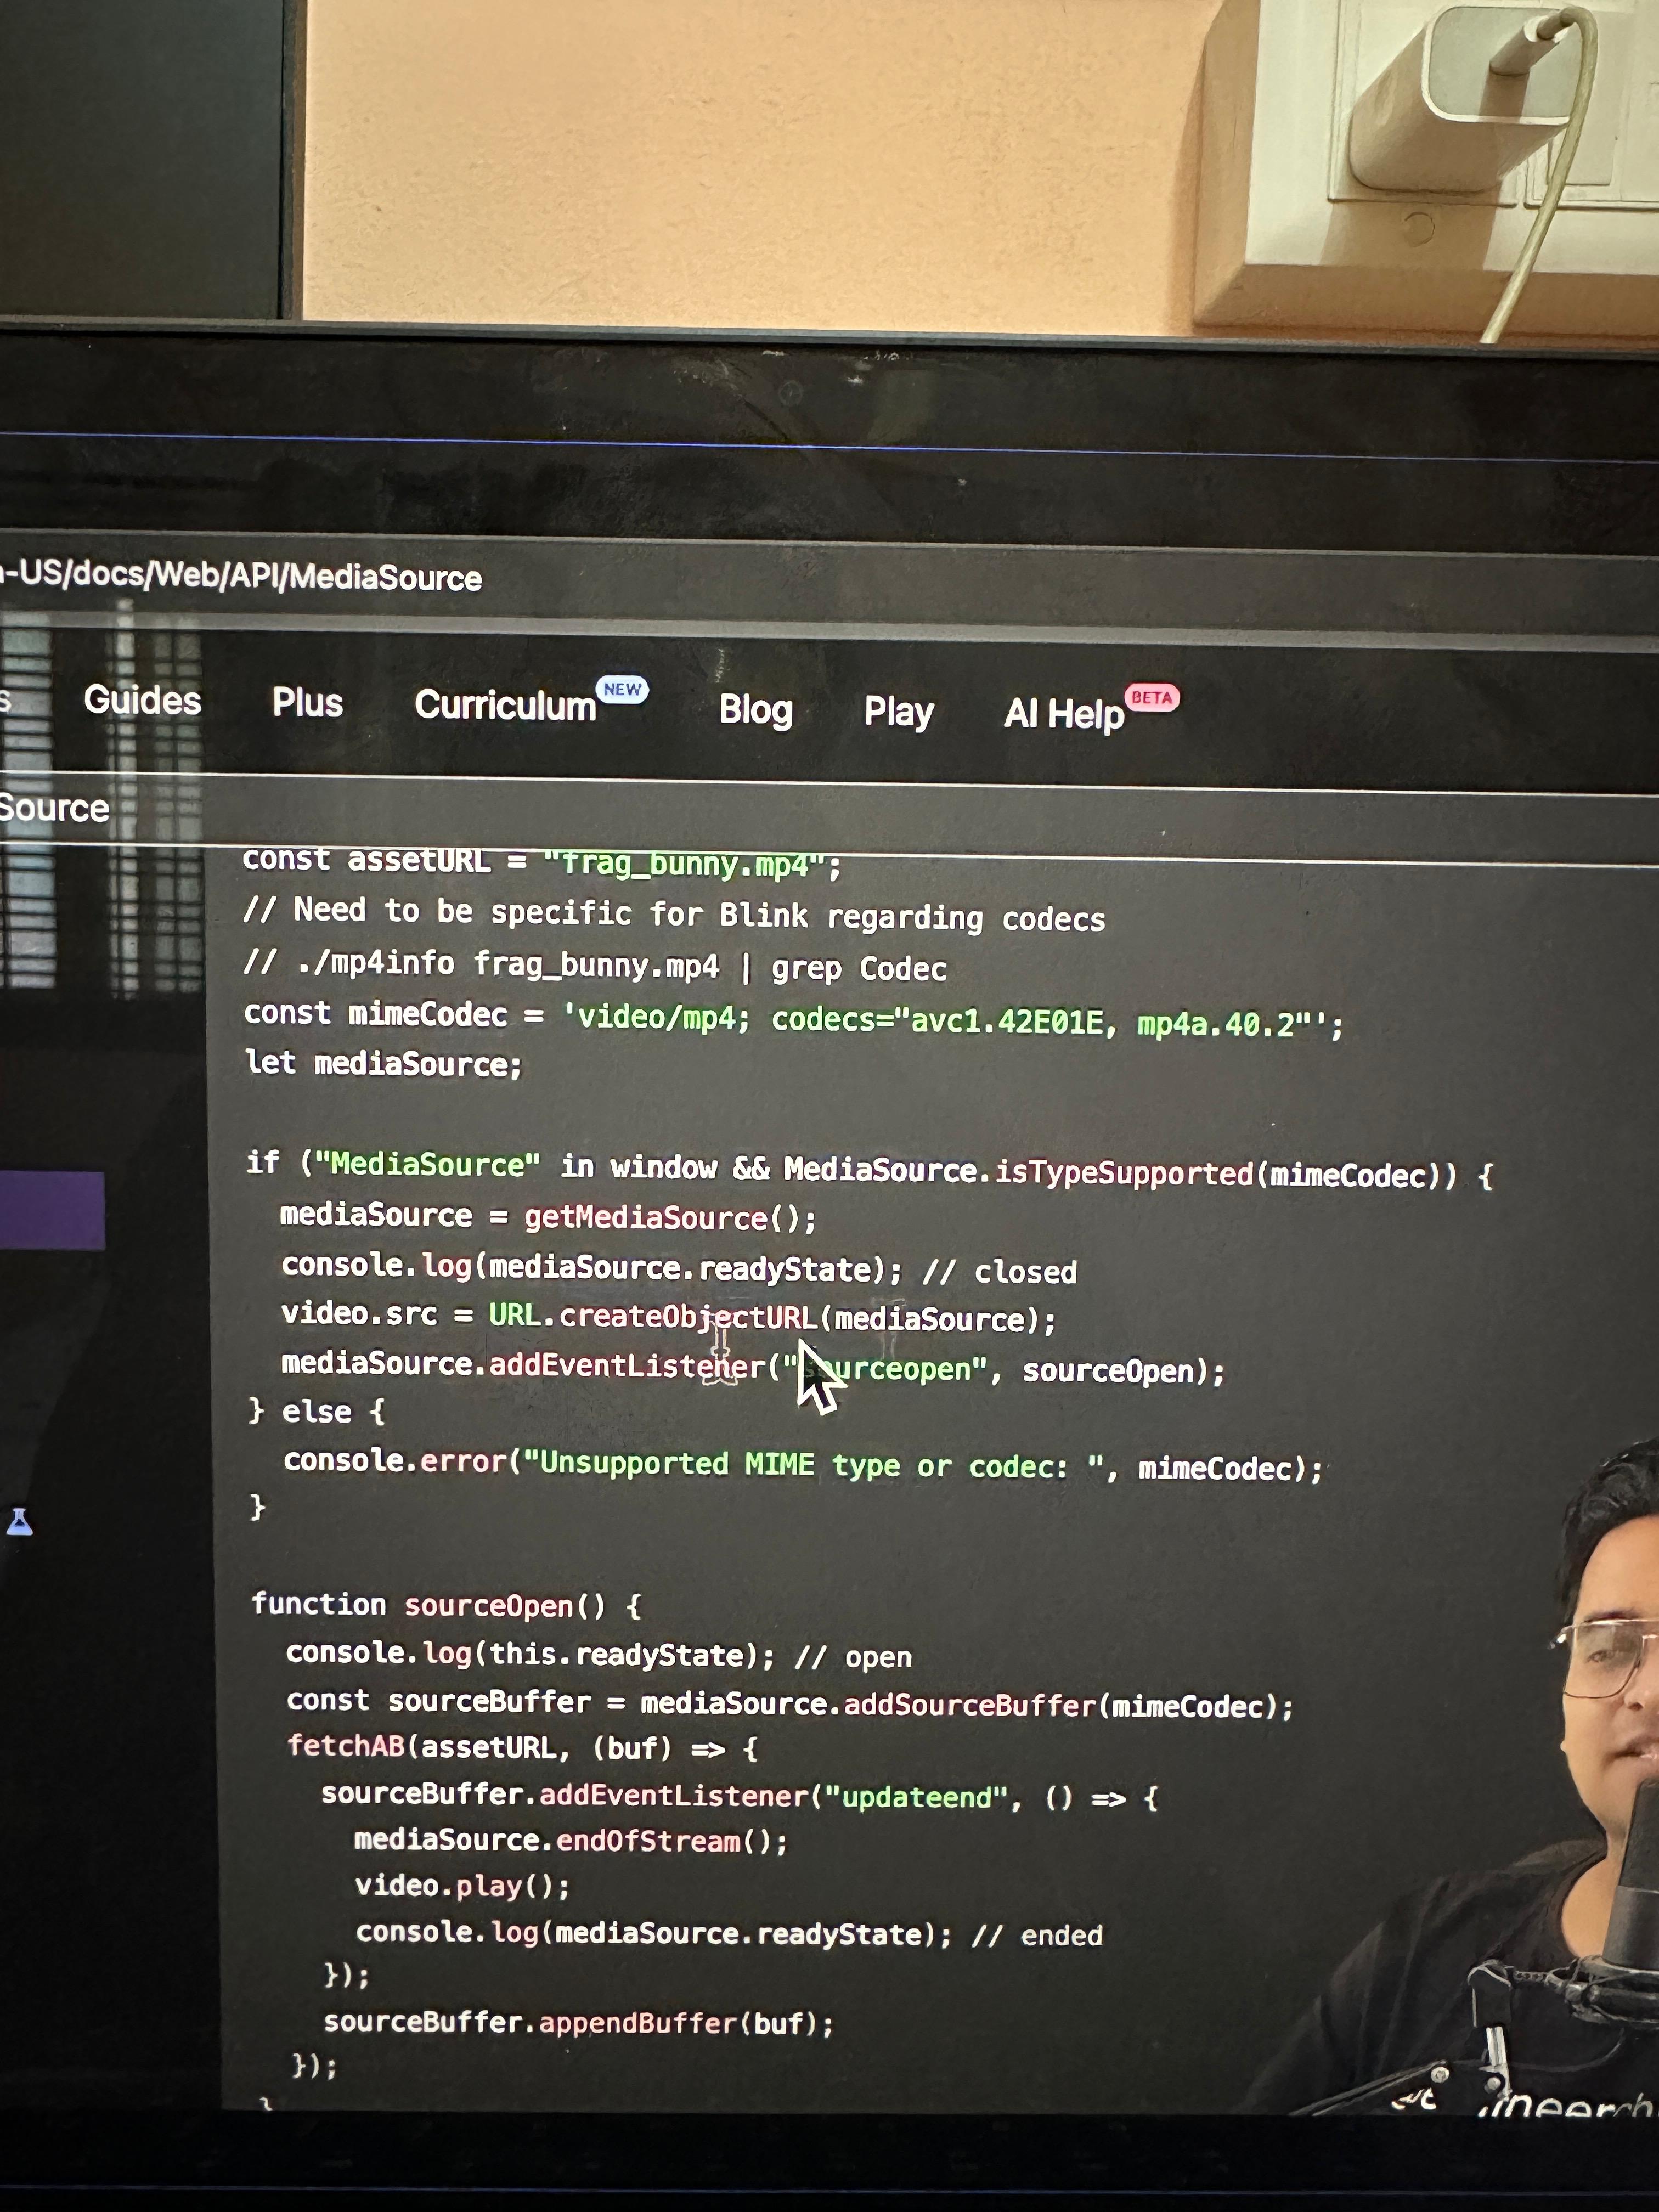 -US/docs/Web/API/MediaSource
Guides Plus Curriculum NEW Blog Play AI Help BETA
Source
const assetURL = "frag_bunny.mp4";
// Need to be specific for Blink regarding codecs
// ./mp4info frag_bunny.mp4 | grep Codec
const mimeCodec = 'video/mp4; codecs="avc1.42E01E, mp4a.40.2"';
let mediaSource;
if ("MediaSource" in window && MediaSource.isTypeSupported(mimeCodec)) {
  mediaSource = getMediaSource();
  console.log(mediaSource.readyState); // closed
  video.src = URL.createObjectURL(mediaSource);
  mediaSource.addEventListener("sourceopen", sourceOpen);
} else {
  console.error("Unsupported MIME type or codec: ", mimeCodec);
}
function sourceOpen() {
  console.log(this.readyState); // open
  const sourceBuffer = mediaSource.addSourceBuffer(mimeCodec);
  fetchAB(assetURL, (buf) => {
    sourceBuffer.addEventListener("updateend", () => {
      mediaSource.endOfStream();
      video.play();
      console.log(mediaSource.readyState); // ended
    });
    sourceBuffer.appendBuffer(buf);
  });